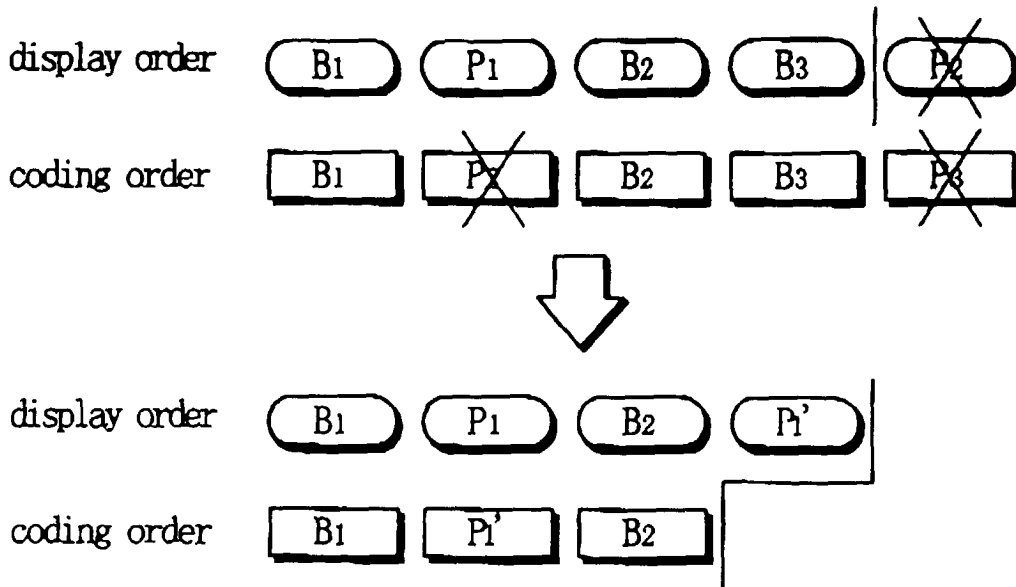 display order B1 P1 B2 B3 P2
coding order B1 B2 B3 P3
display order B1 P1 B2 P1'
coding order B1 P1' B2